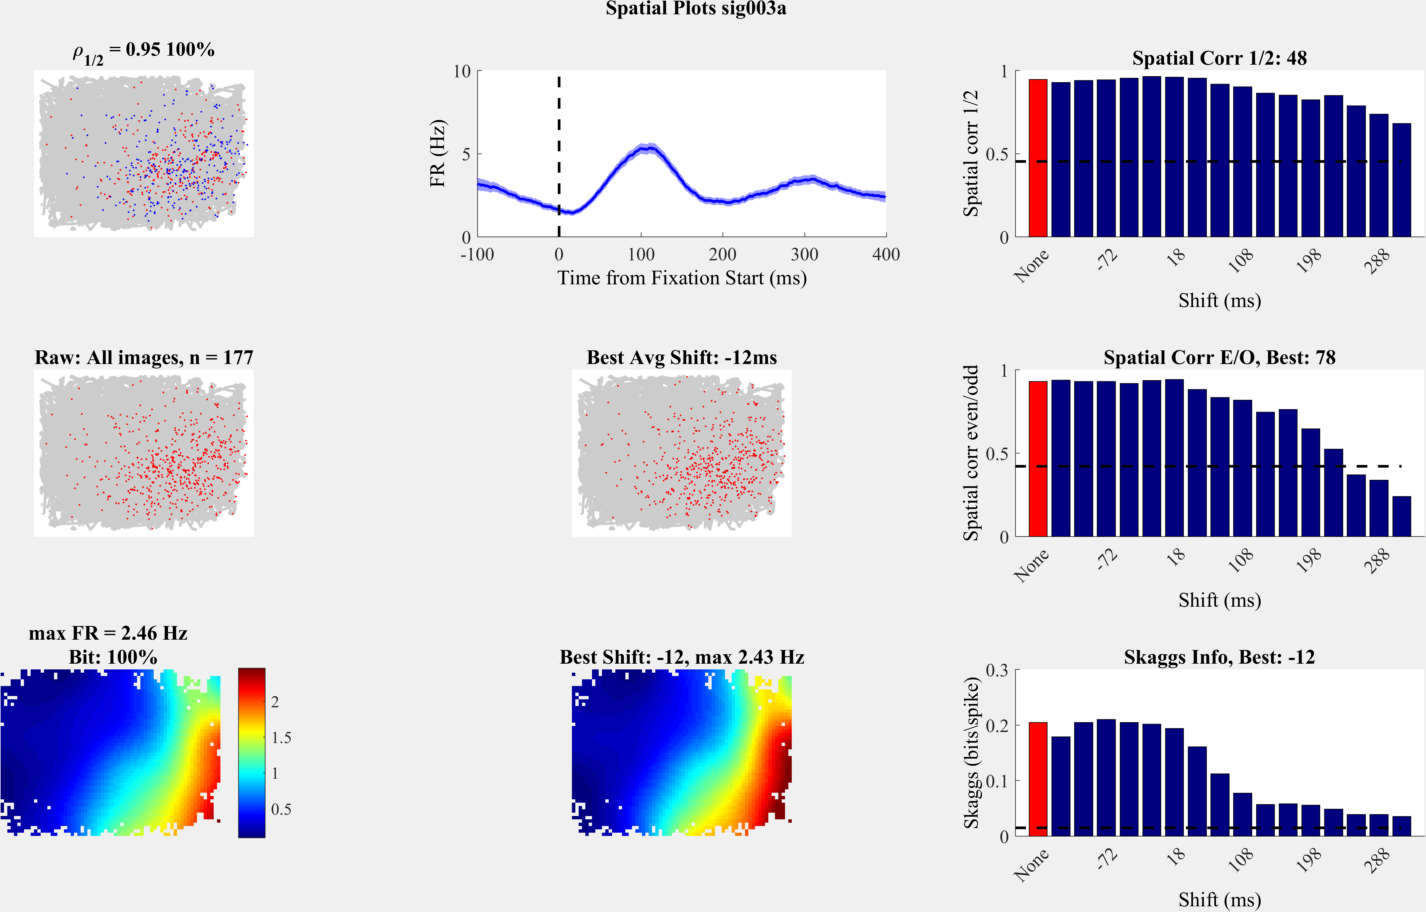 Spatial Plots sig003a
ρ1/2 = 0.95 100%
10
5
0
FR (Hz)
-100
0
100
200
300
400
Time from Fixation Start (ms)
Spatial Corr 1/2: 48
1
0.5
0
Spatial corr 1/2
None
-72
18
108
198
288
Shift (ms)
Raw: All images, n = 177
Best Avg Shift: -12ms
Spatial Corr E/O, Best: 78
1
0.5
0
Spatial corr even/odd
None
-72
18
108
198
288
Shift (ms)
max FR = 2.46 Hz
Bit: 100%
2
1.5
1
0.5
Best Shift: -12, max 2.43 Hz
Skaggs Info, Best: -12
0.3
0.2
0.1
0
Skaggs (bits\spike)
None
-72
18
108
198
288
Shift (ms)